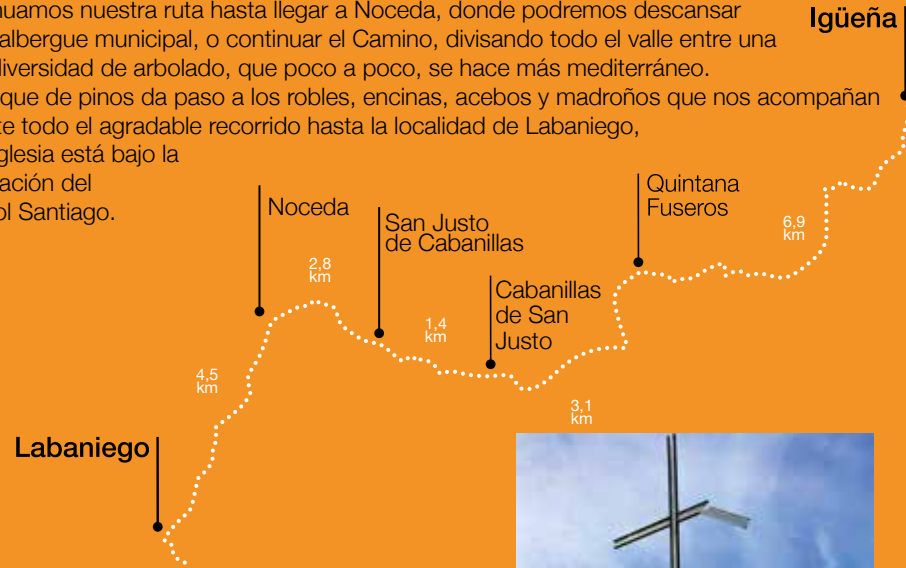 nuamos nuestra ruta hasta llegar a Noceda, donde podremos descansar
albergue municipal, o continuar el Camino, divisando todo el valle entre una
diversidad de arbolado, que poco a poco, se hace más mediterráneo.
que de pinos da paso a los robles, encinas, acebos y madroños que nos acompañan
te todo el agradable recorrido hasta la localidad de Labaniego,
glesia está bajo la
ación del
ol Santiago.
Igüeña
Quintana
Fuseros
6,9
km
Noceda
San Justo
de Cabanillas
2,8
km
Cabanillas
de San
Justo
1,4
km
4,5
km
3,1
km
Labaniego